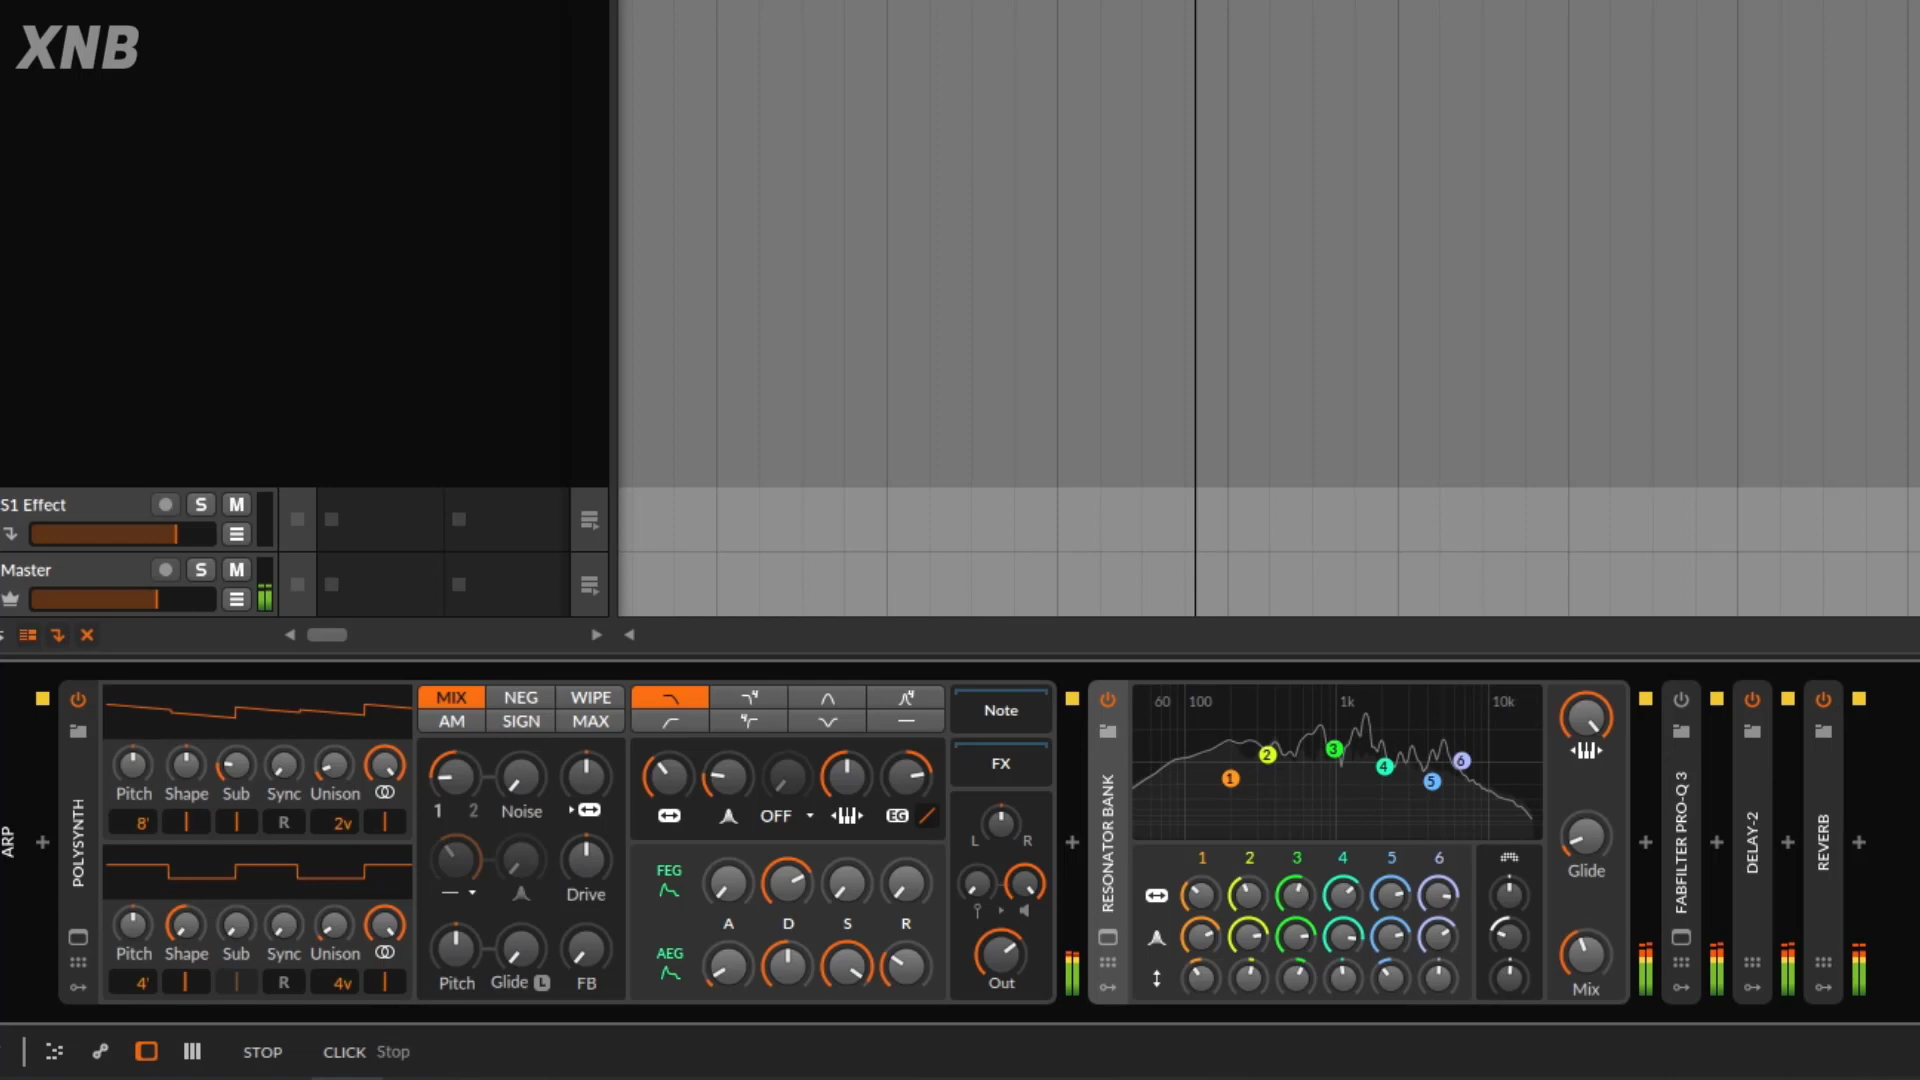 XNB
S1 Effect
S M
Master
S M
ARP
POLYSYNTH
Pitch Shape Sub Sync Unison
8' R 2v
Pitch Shape Sub Sync Unison
4' R 4v
MIX NEG WIPE
AM SIGN MAX
1 2 Noise
Drive
Pitch Glide L FB
OFF EG
FEG
A D S R
AEG
Note
FX
L R
Out
RESONATOR BANK
60 100 1k 10k
1 2 3 4 5 6
1 2 3 4 5 6
Glide
Mix
FABFILTER PRO-Q 3
DELAY-2
REVERB
STOP CLICK Stop